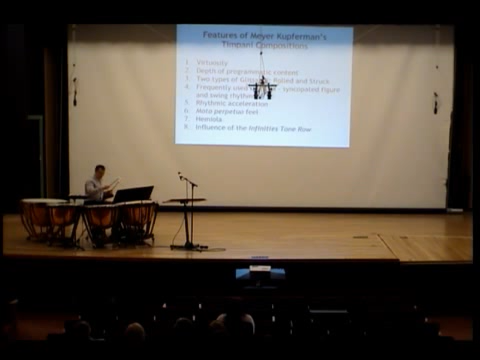 Features of Meyer Kupferman's
Timpani Compositions
1. Virtuosity
2. Depth of programmatic content
3. Two types of Rolled and Struck
4. Frequently used syncopated figure
and swing rhythm
5. Rhythmic acceleration
6. Moto perpetuo feel
7. Hemiola
8. Influence of the Infinities Tone Row